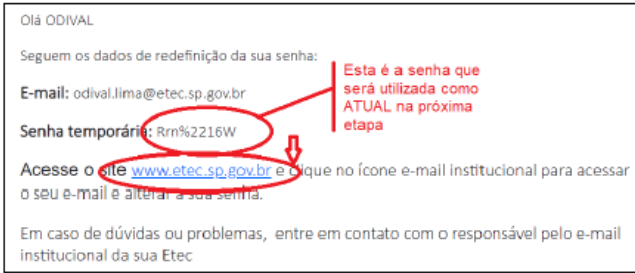 Olá ODIVAL
Seguem os dados de redefinição da sua senha:
Esta é a senha que
será utilizada como
ATUAL na próxima
etapa
E-mail: odival.lima@etec.sp.gov.br
Senha temporária: Rrn%2216W
Acesse o site www.etec.sp.gov.br e clique no ícone e-mail institucional para acessar
o seu e-mail e alterar a sua senha.
Em caso de dúvidas ou problemas, entre em contato com o responsável pelo e-mail
institucional da sua Etec